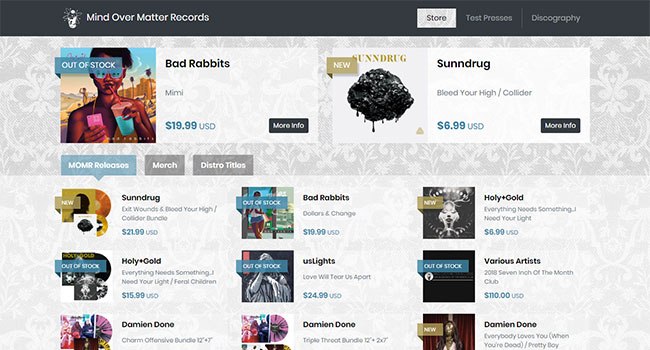 Mind Over Matter Records
Store
Test Presses
Discography
OUT OF STOCK
Bad Rabbits
Mimi
$19.99 USD
More Info
NEW
SUNNDRUG
Sunndrug
Bleed Your High / Collider
$6.99 USD
More Info
MOMR Releases
Merch
Distro Titles
NEW
Sunndrug
Exit Wounds & Bleed Your High /
Collider Bundle
$21.99 USD
OUT OF STOCK
Bad Rabbits
Dollars & Change
$19.99 USD
NEW
Holy+Gold
Everything Needs Something...I
Need Your Light
$6.99 USD
HOLY+GOLD
OUT OF STOCK
Holy+Gold
Everything Needs Something...I
Need Your Light / Feral Children
$15.99 USD
OUT OF STOCK
usLights
Love Will Tear Us Apart
$24.99 USD
OUT OF STOCK
Various Artists
2018 Seven Inch Of The Month
Club
$110.00 USD
Damien Done
Charm Offensive Bundle 12"+7"
Damien Done
Triple Threat Bundle 12"+ 2x7"
NEW
Damien Done
Everybody Loves You (When
You're Dead) / Pretty Boy